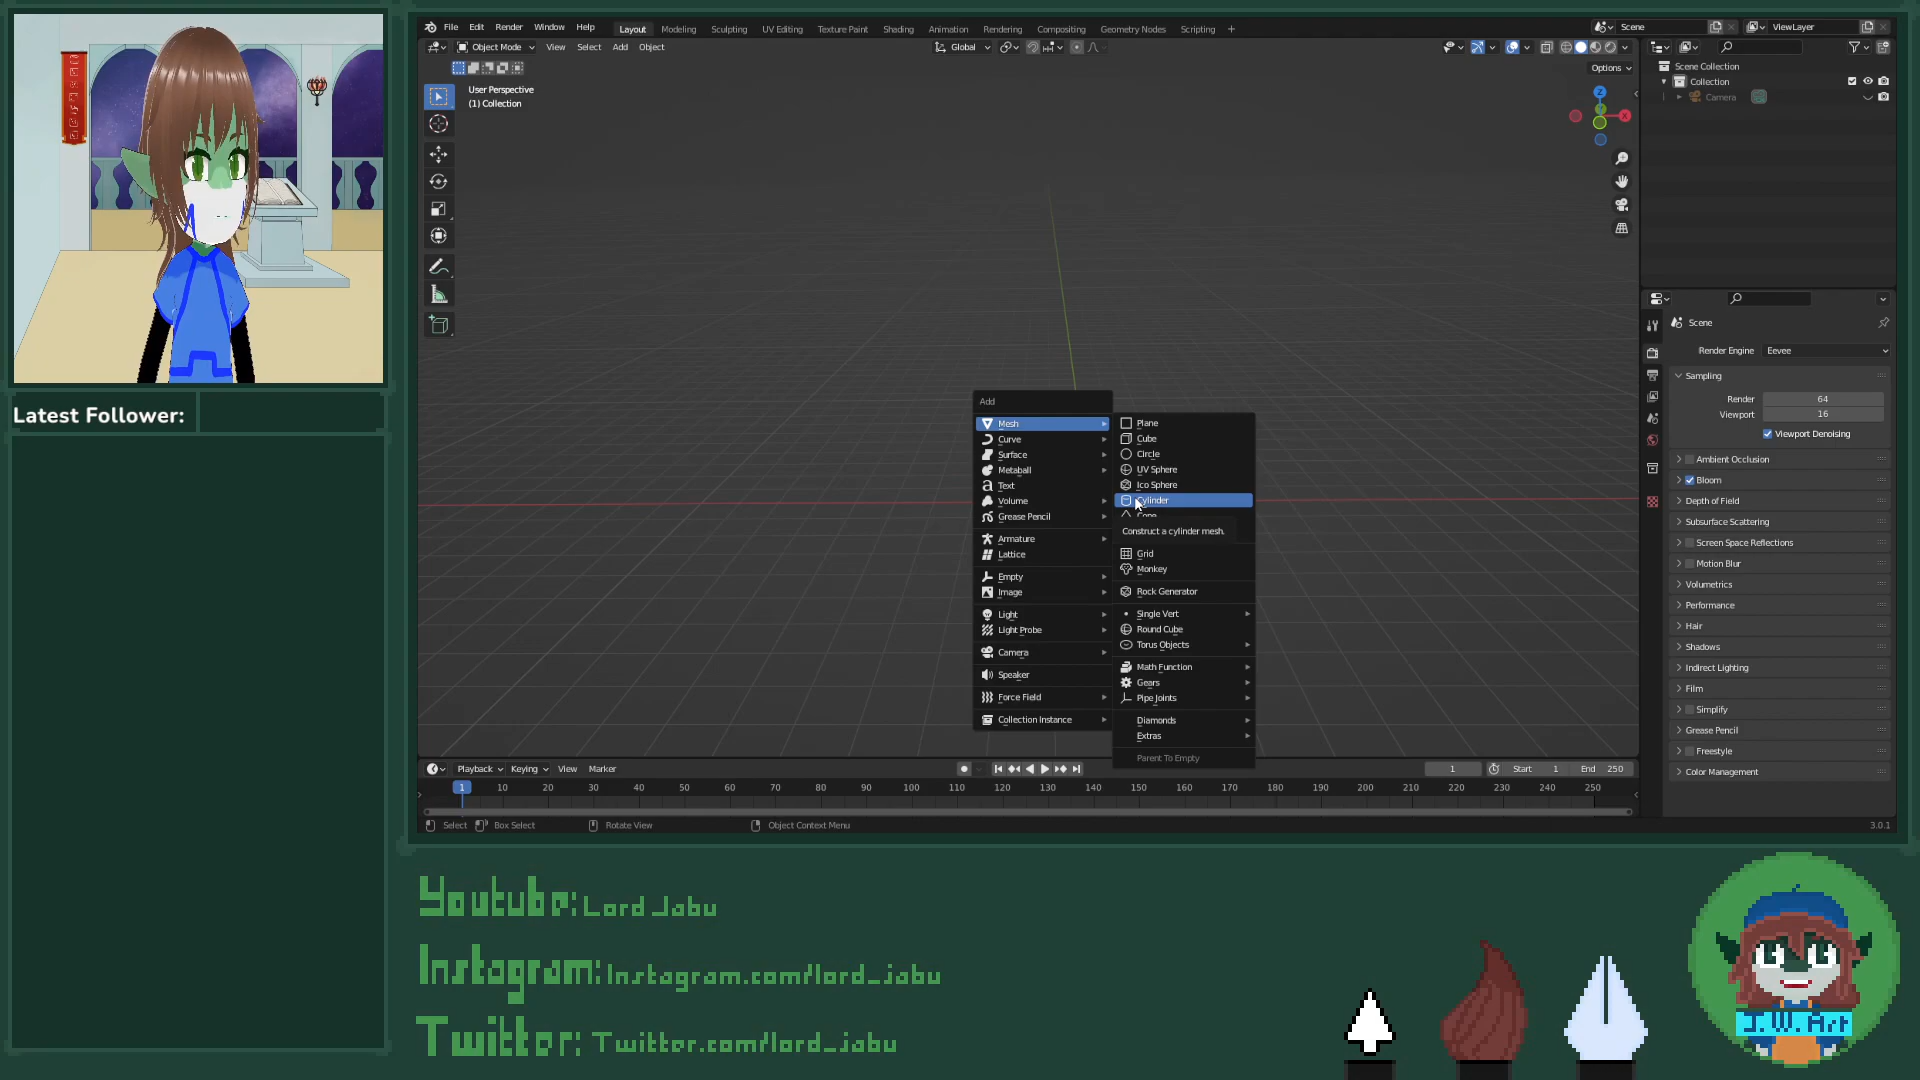 File Edit Render Window Help
Layout Modeling Sculpting UV Editing Texture Paint Shading Animation Rendering Compositing Geometry Nodes Scripting +
Scene
ViewLayer
Object Mode View Select Add Object
Global
Options
User Perspective
(1) Collection
Z
X
Scene Collection
Collection
Camera
Add
Mesh
Curve
Surface
Metaball
Text
Volume
Grease Pencil
Armature
Lattice
Empty
Image
Light
Light Probe
Camera
Speaker
Force Field
Collection Instance
Plane
Cube
Circle
UV Sphere
Ico Sphere
Cylinder
Cone
Construct a cylinder mesh.
Grid
Monkey
Rock Generator
Single Vert
Round Cube
Torus Objects
Math Function
Gears
Pipe Joints
Diamonds
Extras
Parent To Empty
Scene
Render Engine Eevee
Sampling
Render 64
Viewport 16
Viewport Denoising
Ambient Occlusion
Bloom
Depth of Field
Subsurface Scattering
Screen Space Reflections
Motion Blur
Volumetrics
Performance
Hair
Shadows
Indirect Lighting
Film
Simplify
Grease Pencil
Freestyle
Color Management
Playback Keying View Marker
1 Start 1 End 250
1 10 20 30 40 50 60 70 80 90 100 110 120 130 140 150 160 170 180 190 200 210 220 230 240 250
Select Box Select Rotate View Object Context Menu
3.0.1
Latest Follower:
Youtube: Lord Jabu
Instagram: Instagram.com/lord_jabu
Twitter: Twitter.com/lord_jabu
J.W. Art